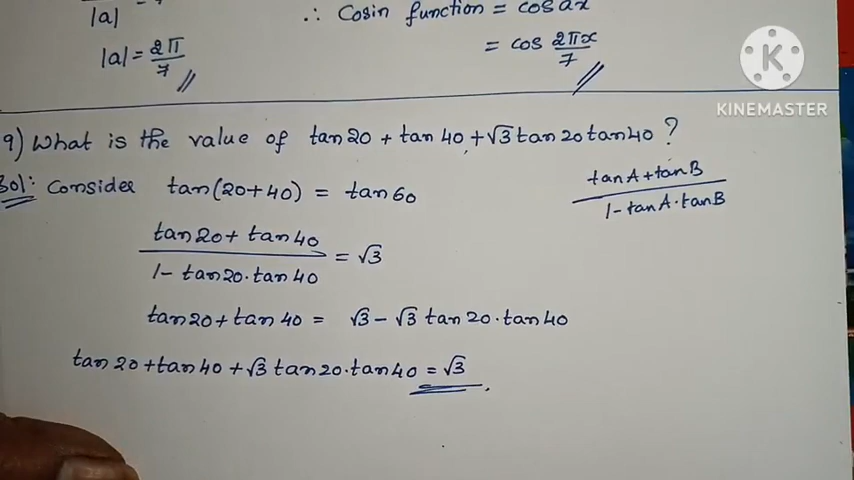 |a|
∴ Cosin function = cos ax
|a| = 2π/7
= cos 2πx/7
KINEMASTER
9) What is the value of tan20 + tan 40 + √3 tan 20 tan 40 ?
Sol: Consider tan(20+40) = tan 60
tanA + tanB / 1 - tanA · tanB
tan 20 + tan 40 / 1 - tan 20 · tan 40 = √3
tan 20 + tan 40 = √3 - √3 tan 20 · tan 40
tan 20 + tan 40 + √3 tan 20 · tan 40 = √3